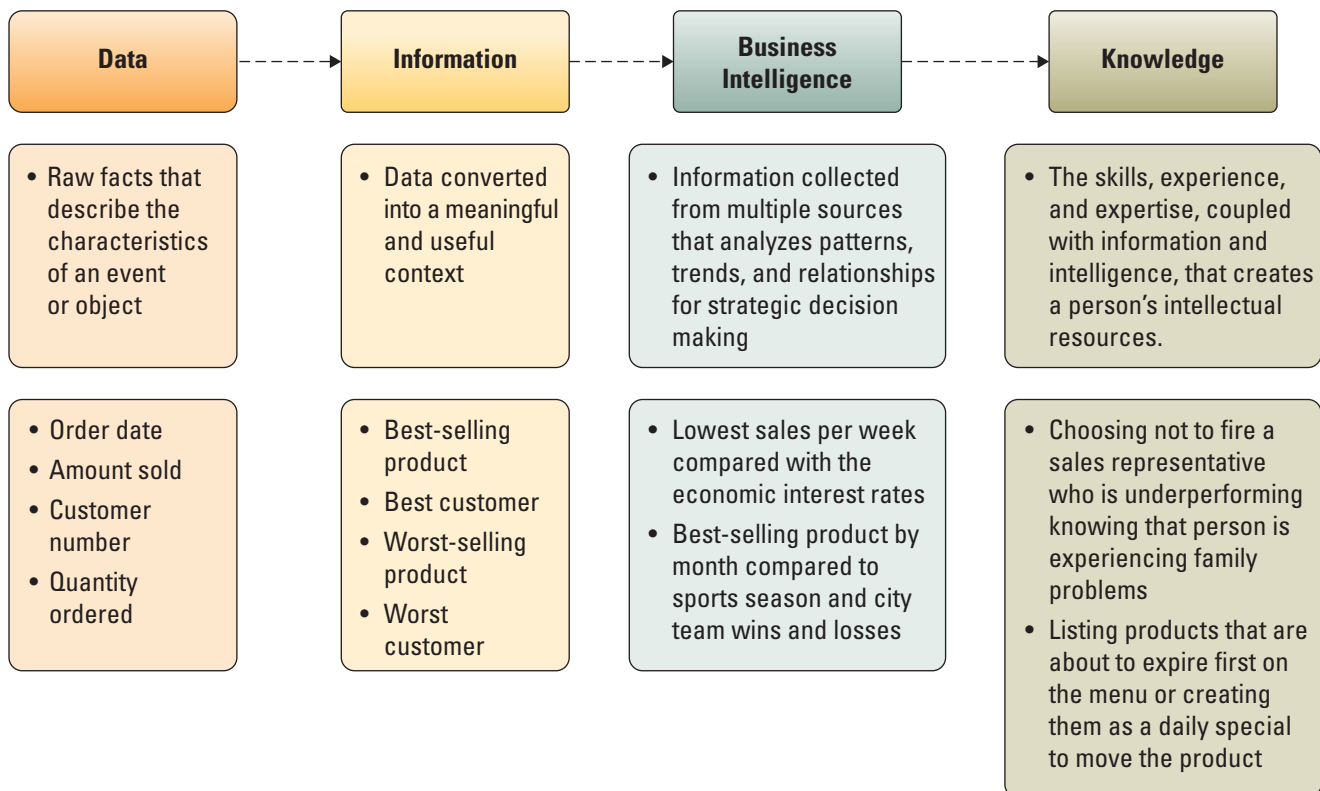 Data
Information
Business
Intelligence
Knowledge
• Raw facts that
describe the
characteristics
of an event
or object
• Data converted
into a meaningful
and useful
context
• Information collected
from multiple sources
that analyzes patterns,
trends, and relationships
for strategic decision
making
• The skills, experience,
and expertise, coupled
with information and
intelligence, that creates
a person’s intellectual
resources.
• Order date
• Amount sold
• Customer
number
• Quantity
ordered
• Best-selling
product
• Best customer
• Worst-selling
product
• Worst
customer
• Lowest sales per week
compared with the
economic interest rates
• Best-selling product by
month compared to
sports season and city
team wins and losses
• Choosing not to fire a
sales representative
who is underperforming
knowing that person is
experiencing family
problems
• Listing products that are
about to expire first on
the menu or creating
them as a daily special
to move the product